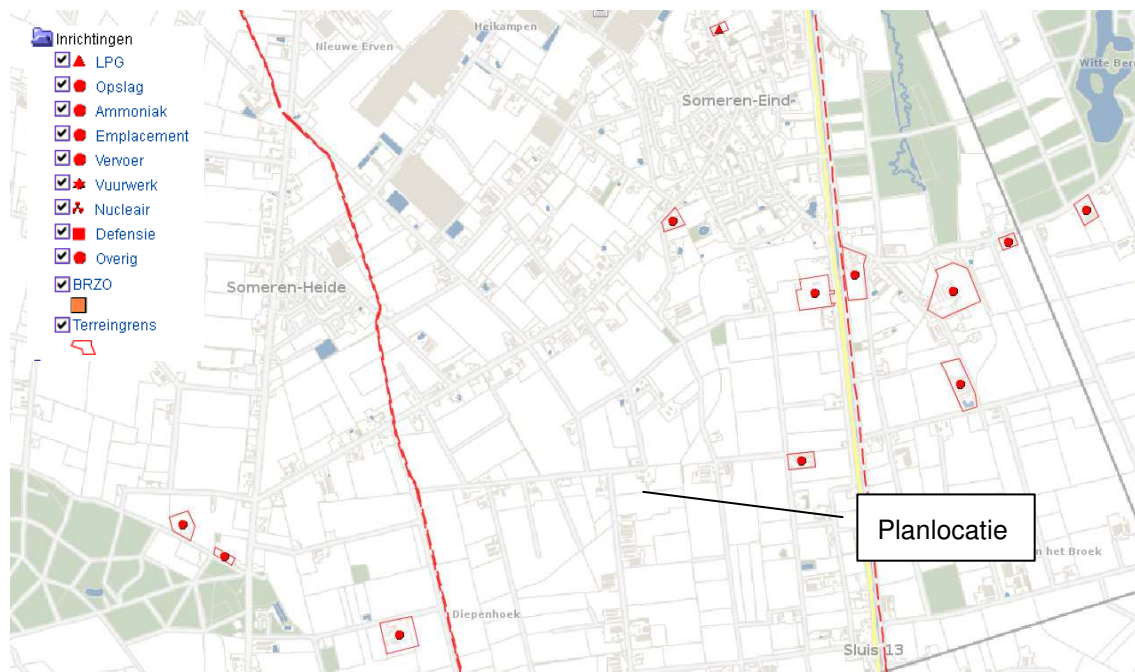 Inrichtingen
LPG
Opslag
Ammoniak
Emplacement
Vervoer
Vuurwerk
Nucleair
Defensie
Overig
BRZO
Terreingrens
Heikampen
Nieuwe Erven
Witte Ber
Someren-Eind
Someren-Heide
Planlocatie
n het Broek
Diepenhoek
Sluis 13